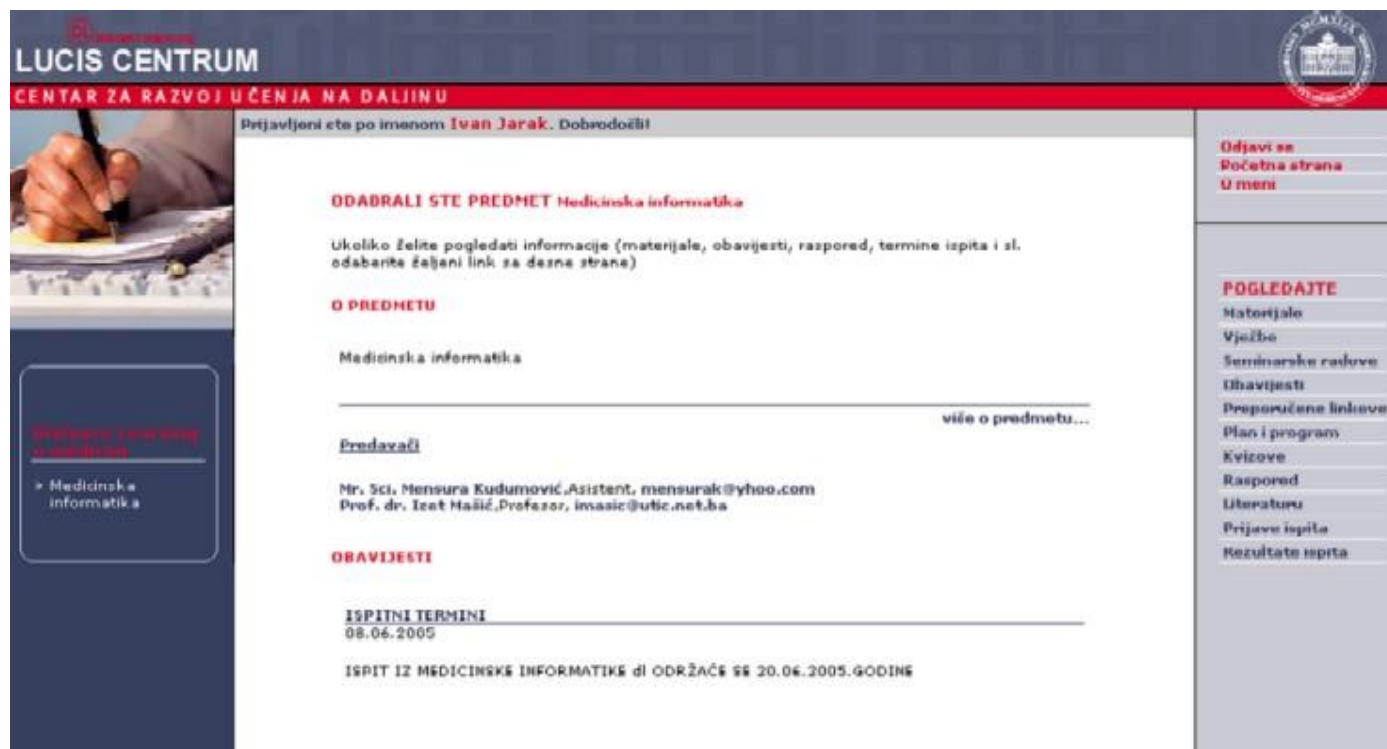 LUCIS CENTRUM
CENTAR ZA RAZVOJ UČENJA NA DALJINU
Prijavljeni ste po imenom Ivan Jarak. Dobrodošli!
Odjavi se
Početna strana
O meni
ODABRALI STE PREDMET Medicinska informatika
Ukoliko želite pogledati informacije (materijale, obavijesti, raspored, termine ispita i sl.
odabarite željeni link sa desne strane)
O PREDMETU
Medicinska informatika
više o predmetu...
Predavači
Mr. Sci. Mensura Kudumović,Asistent, mensurak@yhoo.com
Prof. dr. Izet Mašić,Profesor, imasic@utic.net.ba
OBAVIJESTI
ISPITNI TERMINI
08.06.2005
ISPIT IZ MEDICINSKE INFORMATIKE dl ODRŽAĆE SE 20.06.2005.GODINE
» Medicinska
informatika
POGLEDAJTE
Materijale
Vježbe
Seminarske radove
Obavijesti
Preporučene linkove
Plan i program
Kvizove
Raspored
Literaturu
Prijave ispita
Rezultate ispita